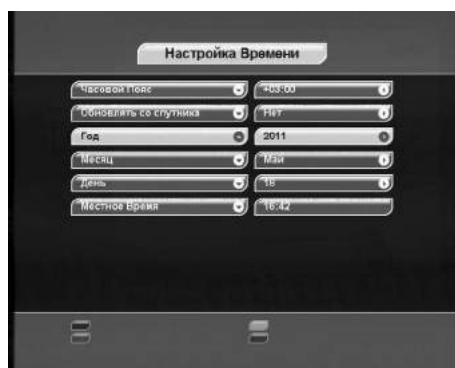 Настройка Времени
Часовой Пояс +03:00
Обновлять со спутника Нет
Год 2011
Месяц Май
День 18
Местное Время 16:42